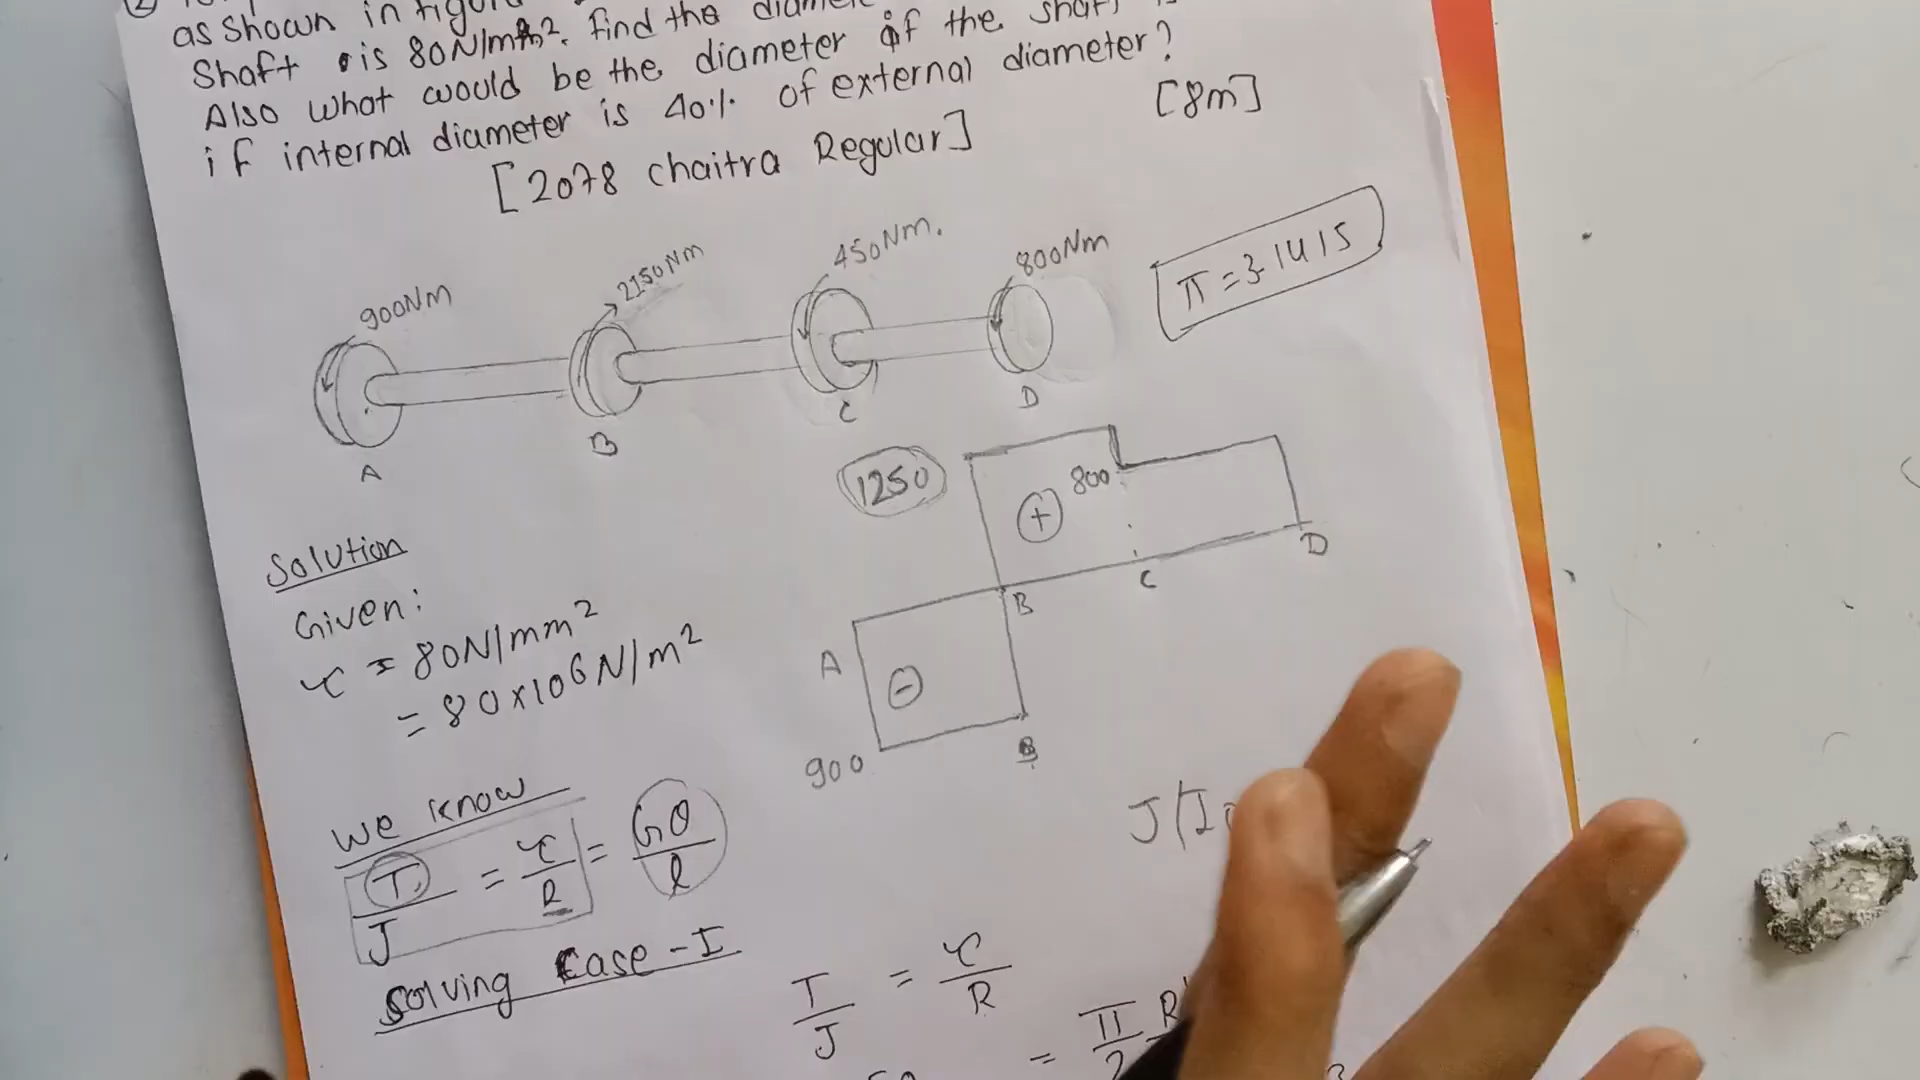 as shown in
Shaft is 80N/mm². find the
Also what would be the diameter of the shaft
if internal diameter is 40% of external diameter?
[8m]
[2078 chaitra Regular]
900Nm
2150Nm
450Nm.
800Nm
π = 3.1415
A
B
C
D
1250
+
800
B
C
D
A
-
900
B
Solution
Given:
τ = 80N/mm²
= 80×106N/m²
we know
T/J = τ/R = Gθ/l
J/I
Solving Case-I
T/J = τ/R
= π/2 R